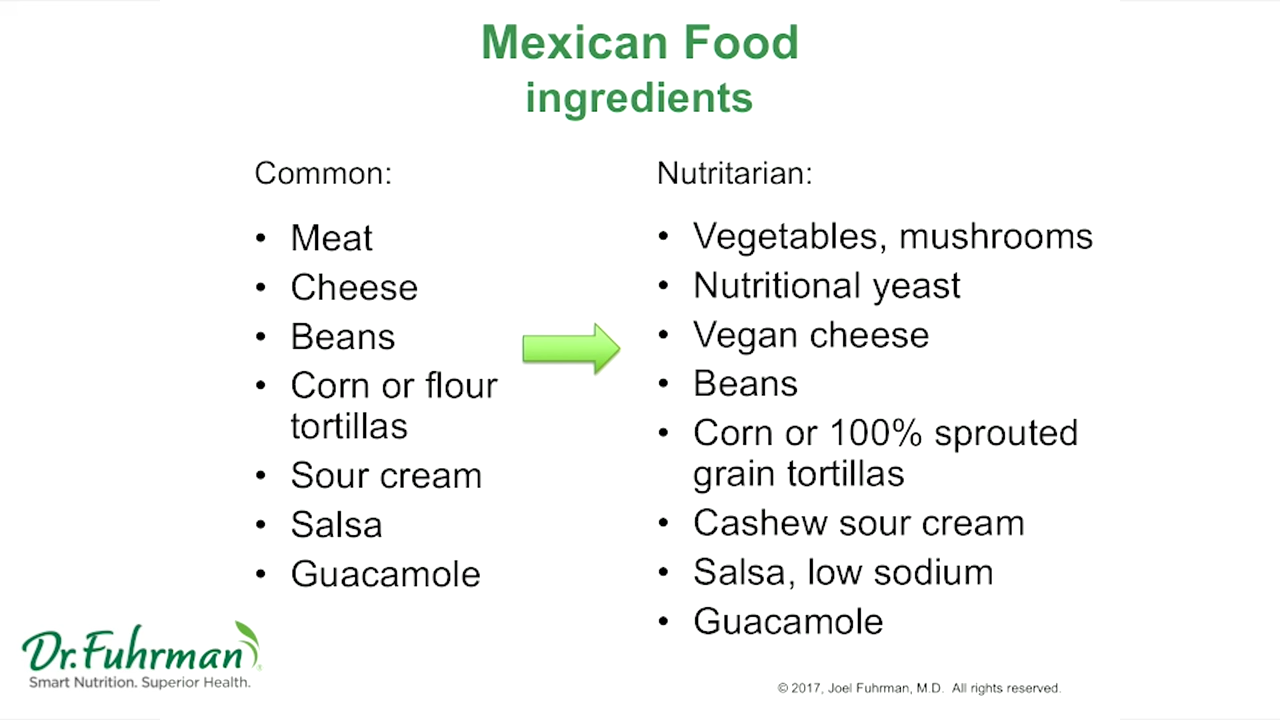 Mexican Food
ingredients
Common:
• Meat
• Cheese
• Beans
• Corn or flour
tortillas
• Sour cream
• Salsa
• Guacamole
Nutritarian:
• Vegetables, mushrooms
• Nutritional yeast
• Vegan cheese
• Beans
• Corn or 100% sprouted
grain tortillas
• Cashew sour cream
• Salsa, low sodium
• Guacamole
Dr. Fuhrman
Smart Nutrition. Superior Health.
© 2017, Joel Fuhrman, M.D. All rights reserved.